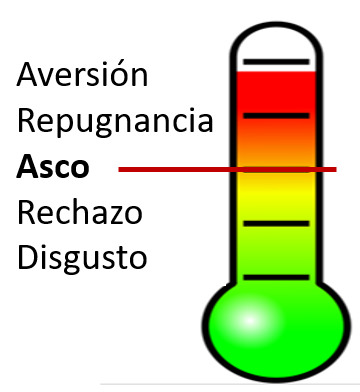 Aversión
Repugnancia
Asco
Rechazo
Disgusto